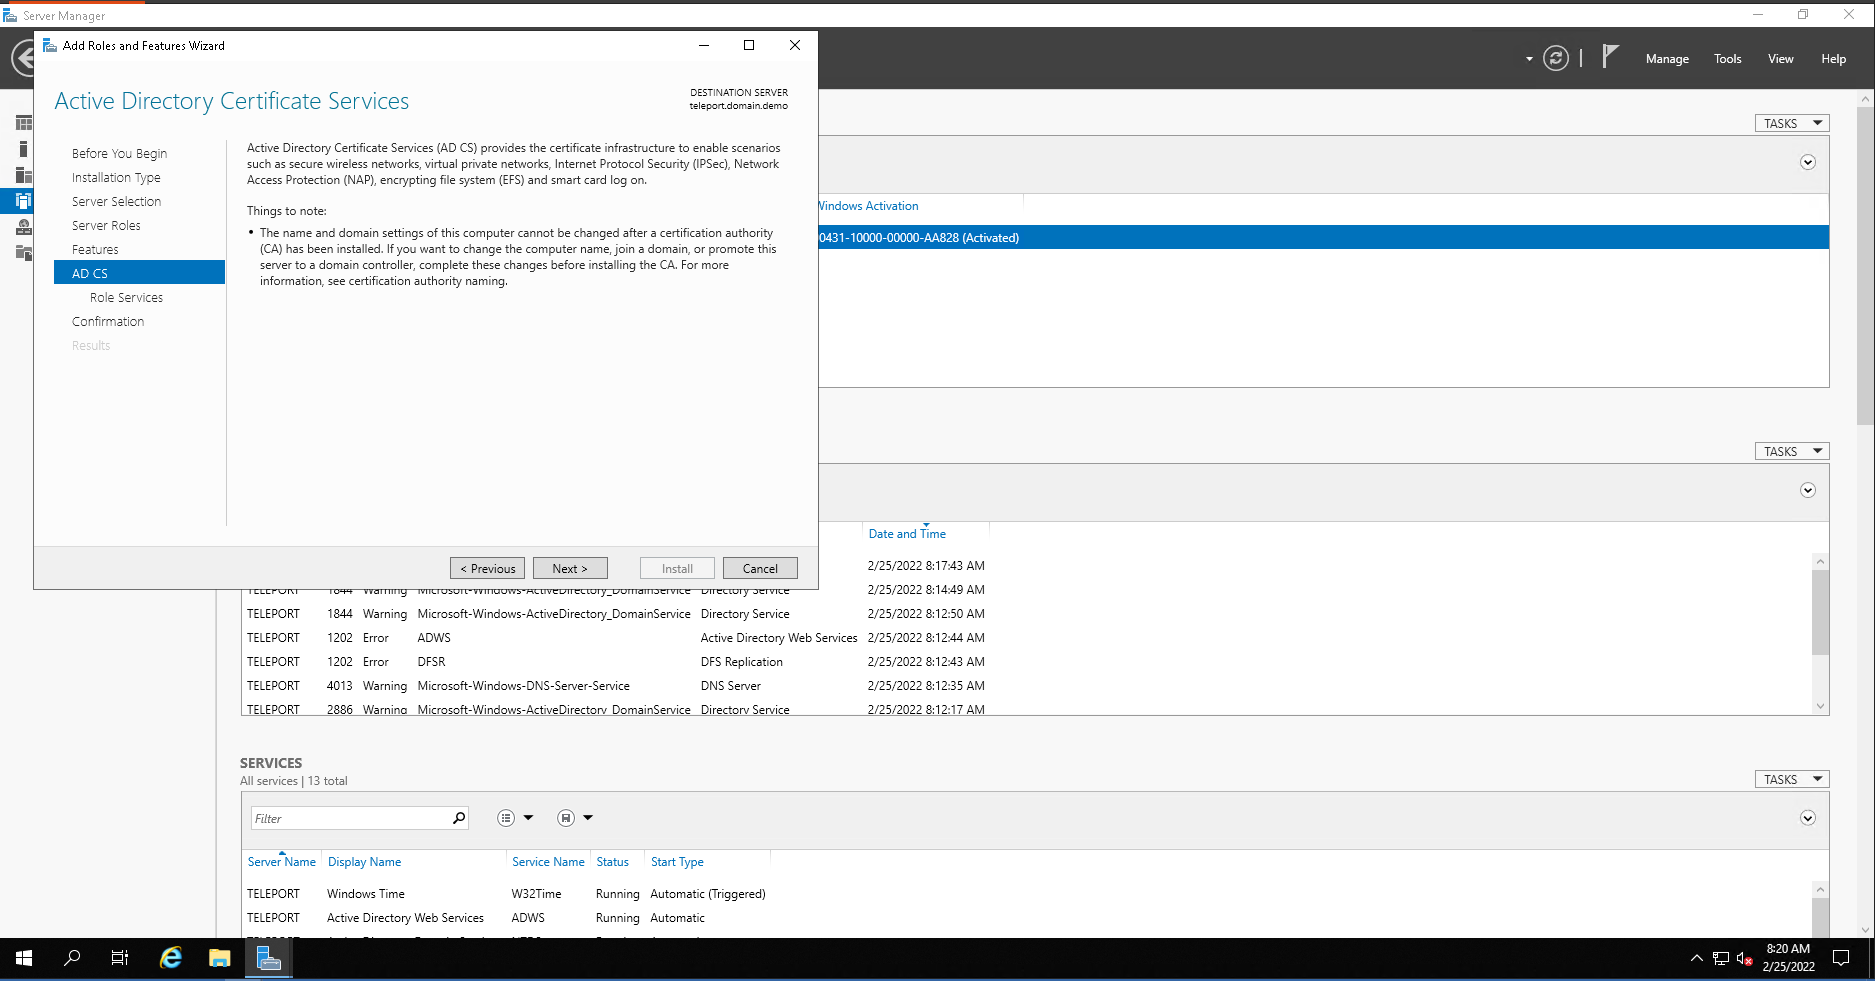 Server Manager
Manage Tools View Help
Add Roles and Features Wizard
Active Directory Certificate Services
DESTINATION SERVER
teleport.domain.demo
Before You Begin
Installation Type
Server Selection
Server Roles
Features
AD CS
Role Services
Confirmation
Results
Active Directory Certificate Services (AD CS) provides the certificate infrastructure to enable scenarios
such as secure wireless networks, virtual private networks, Internet Protocol Security (IPSec), Network
Access Protection (NAP), encrypting file system (EFS) and smart card log on.
Things to note:
• The name and domain settings of this computer cannot be changed after a certification authority
(CA) has been installed. If you want to change the computer name, join a domain, or promote this
server to a domain controller, complete these changes before installing the CA. For more
information, see certification authority naming.
< Previous Next > Install Cancel
TASKS
Windows Activation
0431-10000-00000-AA828 (Activated)
TASKS
Date and Time
2/25/2022 8:17:43 AM
TELEPORT 1844 Warning Microsoft-Windows-ActiveDirectory_DomainService Directory Service 2/25/2022 8:14:49 AM
TELEPORT 1844 Warning Microsoft-Windows-ActiveDirectory_DomainService Directory Service 2/25/2022 8:12:50 AM
TELEPORT 1202 Error ADWS Active Directory Web Services 2/25/2022 8:12:44 AM
TELEPORT 1202 Error DFSR DFS Replication 2/25/2022 8:12:43 AM
TELEPORT 4013 Warning Microsoft-Windows-DNS-Server-Service DNS Server 2/25/2022 8:12:35 AM
TELEPORT 2886 Warning Microsoft-Windows-ActiveDirectory_DomainService Directory Service 2/25/2022 8:12:17 AM
SERVICES
All services | 13 total
TASKS
Filter
Server Name Display Name Service Name Status Start Type
TELEPORT Windows Time W32Time Running Automatic (Triggered)
TELEPORT Active Directory Web Services ADWS Running Automatic
8:20 AM
2/25/2022